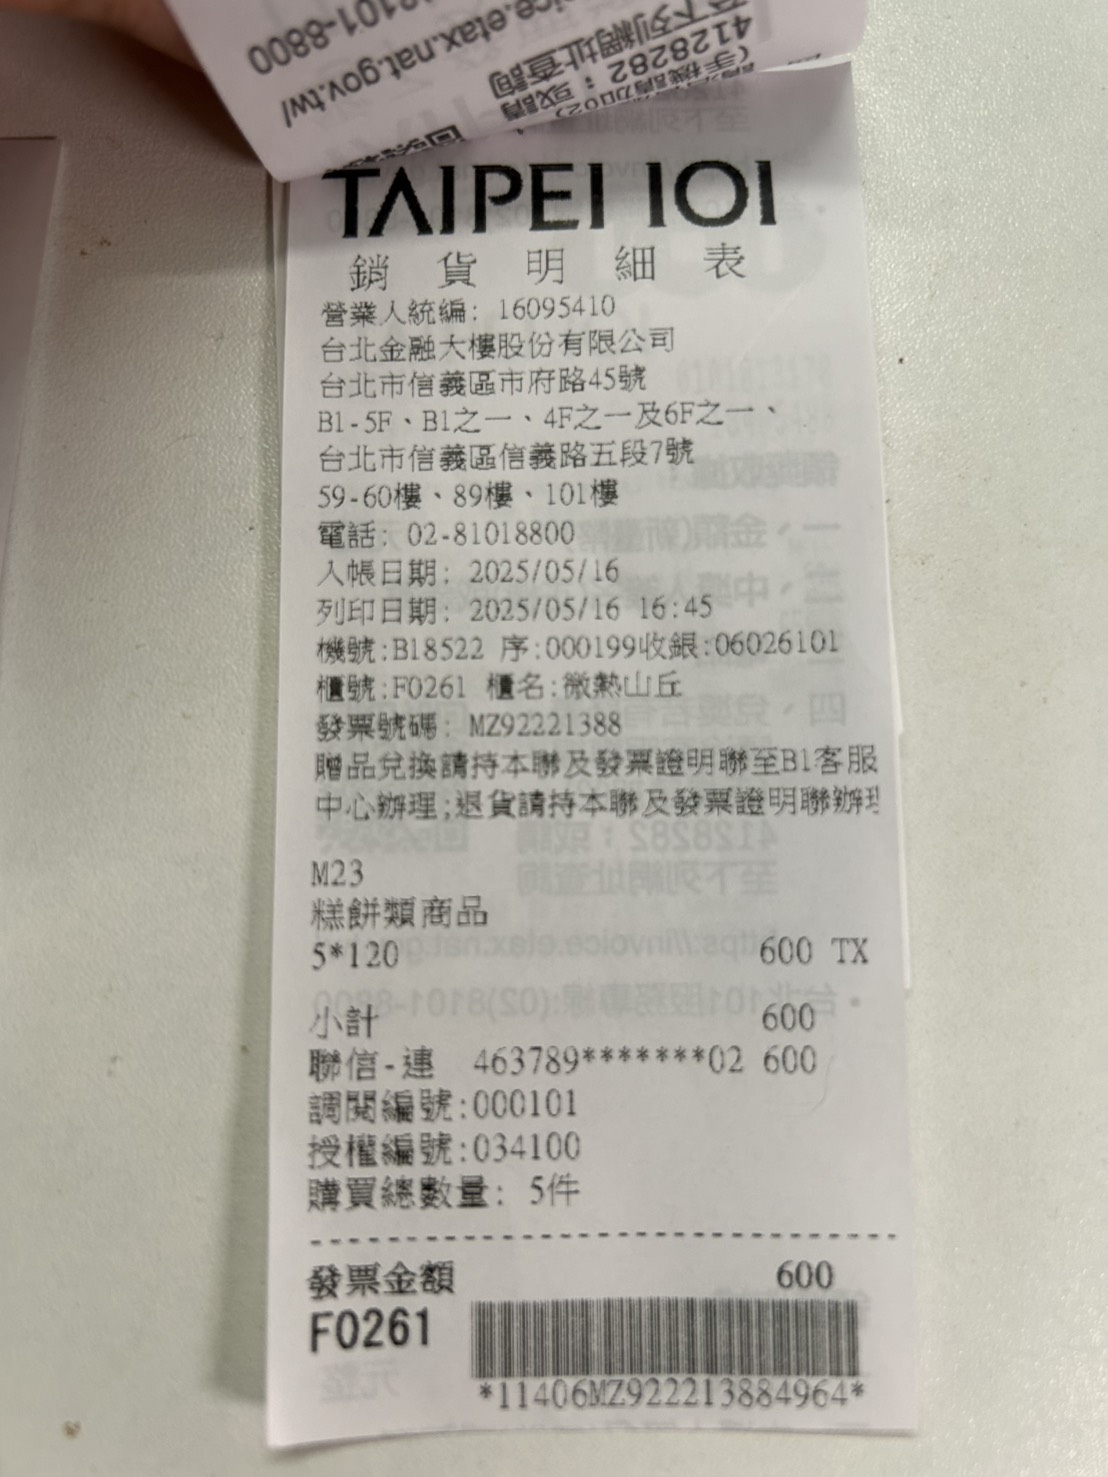 8101-8800
oice.etax.nat.gov.tw/
至下列網址查詢
4128282；或請
TAIPEI 101
銷貨明細表
營業人統編: 16095410
台北金融大樓股份有限公司
台北市信義區市府路45號
B1-5F、B1之一、4F之一及6F之一、
台北市信義區信義路五段7號
59-60樓、89樓、101樓
電話: 02-81018800
入帳日期: 2025/05/16
列印日期: 2025/05/16 16:45
機號:B18522 序:000199收銀:06026101
櫃號:F0261 櫃名:微熱山丘
發票號碼: MZ92221388
贈品兌換請持本聯及發票證明聯至B1客服
中心辦理;退貨請持本聯及發票證明聯辦理
M23
糕餅類商品
5*120 600 TX
小計 600
聯信-連 463789*******02 600
調閱編號:000101
授權編號:034100
購買總數量: 5件
發票金額 600
F0261
*11406MZ922213884964*